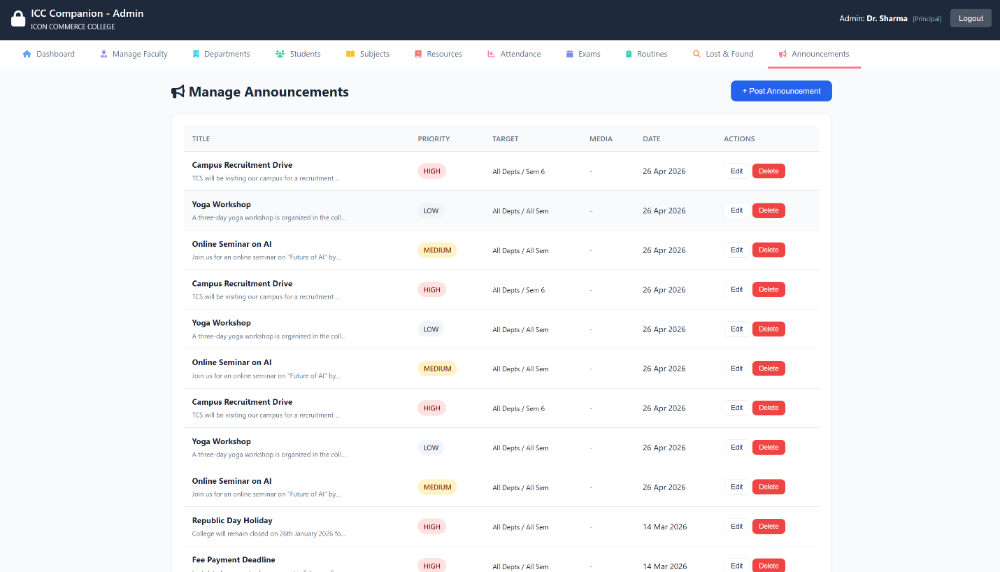 ICC Companion - Admin
ICON COMMERCE COLLEGE
Admin: Dr. Sharma [Principal] Logout
Dashboard Manage Faculty Departments Students Subjects Resources Attendance Exams Routines Lost & Found Announcements
Manage Announcements
+ Post Announcement
TITLE PRIORITY TARGET MEDIA DATE ACTIONS
Campus Recruitment Drive
TCS will be visiting our campus for a recruitment ...
HIGH All Depts / Sem 6 - 26 Apr 2026 Edit Delete
Yoga Workshop
A three-day yoga workshop is organized in the coll...
LOW All Depts / All Sem - 26 Apr 2026 Edit Delete
Online Seminar on AI
Join us for an online seminar on "Future of AI" by...
MEDIUM All Depts / All Sem - 26 Apr 2026 Edit Delete
Campus Recruitment Drive
TCS will be visiting our campus for a recruitment ...
HIGH All Depts / Sem 6 - 26 Apr 2026 Edit Delete
Yoga Workshop
A three-day yoga workshop is organized in the coll...
LOW All Depts / All Sem - 26 Apr 2026 Edit Delete
Online Seminar on AI
Join us for an online seminar on "Future of AI" by...
MEDIUM All Depts / All Sem - 26 Apr 2026 Edit Delete
Campus Recruitment Drive
TCS will be visiting our campus for a recruitment ...
HIGH All Depts / Sem 6 - 26 Apr 2026 Edit Delete
Yoga Workshop
A three-day yoga workshop is organized in the coll...
LOW All Depts / All Sem - 26 Apr 2026 Edit Delete
Online Seminar on AI
Join us for an online seminar on "Future of AI" by...
MEDIUM All Depts / All Sem - 26 Apr 2026 Edit Delete
Republic Day Holiday
College will remain closed on 26th January 2026 fo...
HIGH All Depts / All Sem - 14 Mar 2026 Edit Delete
Fee Payment Deadline
HIGH All Depts / All Sem - 14 Mar 2026 Edit Delete